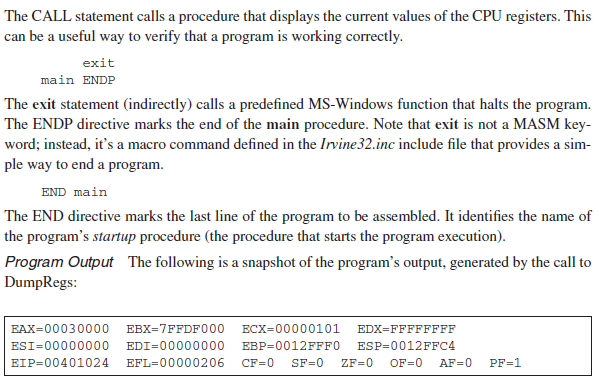 The CALL statement calls a procedure that displays the current values of the CPU registers. This
can be a useful way to verify that a program is working correctly.
exit
main ENDP
The exit statement (indirectly) calls a predefined MS-Windows function that halts the program.
The ENDP directive marks the end of the main procedure. Note that exit is not a MASM key-
word; instead, it's a macro command defined in the Irvine32.inc include file that provides a sim-
ple way to end a program.
END main
The END directive marks the last line of the program to be assembled. It identifies the name of
the program's startup procedure (the procedure that starts the program execution).
Program Output The following is a snapshot of the program's output, generated by the call to
DumpRegs:
EAX=00030000 EBX=7FFDF000 ECX=00000101 EDX=FFFFFFFF
ESI=00000000 EDI=00000000 EBP=0012FFF0 ESP=0012FFC4
EIP=00401024 EFL=00000206 CF=0 SF=0 ZF=0 OF=0 AF=0 PF=1